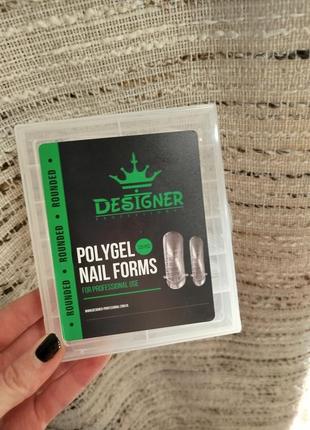 ROUNDED • ROUNDED • ROUNDED
DESIGNER
PROFESSIONAL
POLYGEL
NAIL FORMS
FOR PROFESSIONAL USE